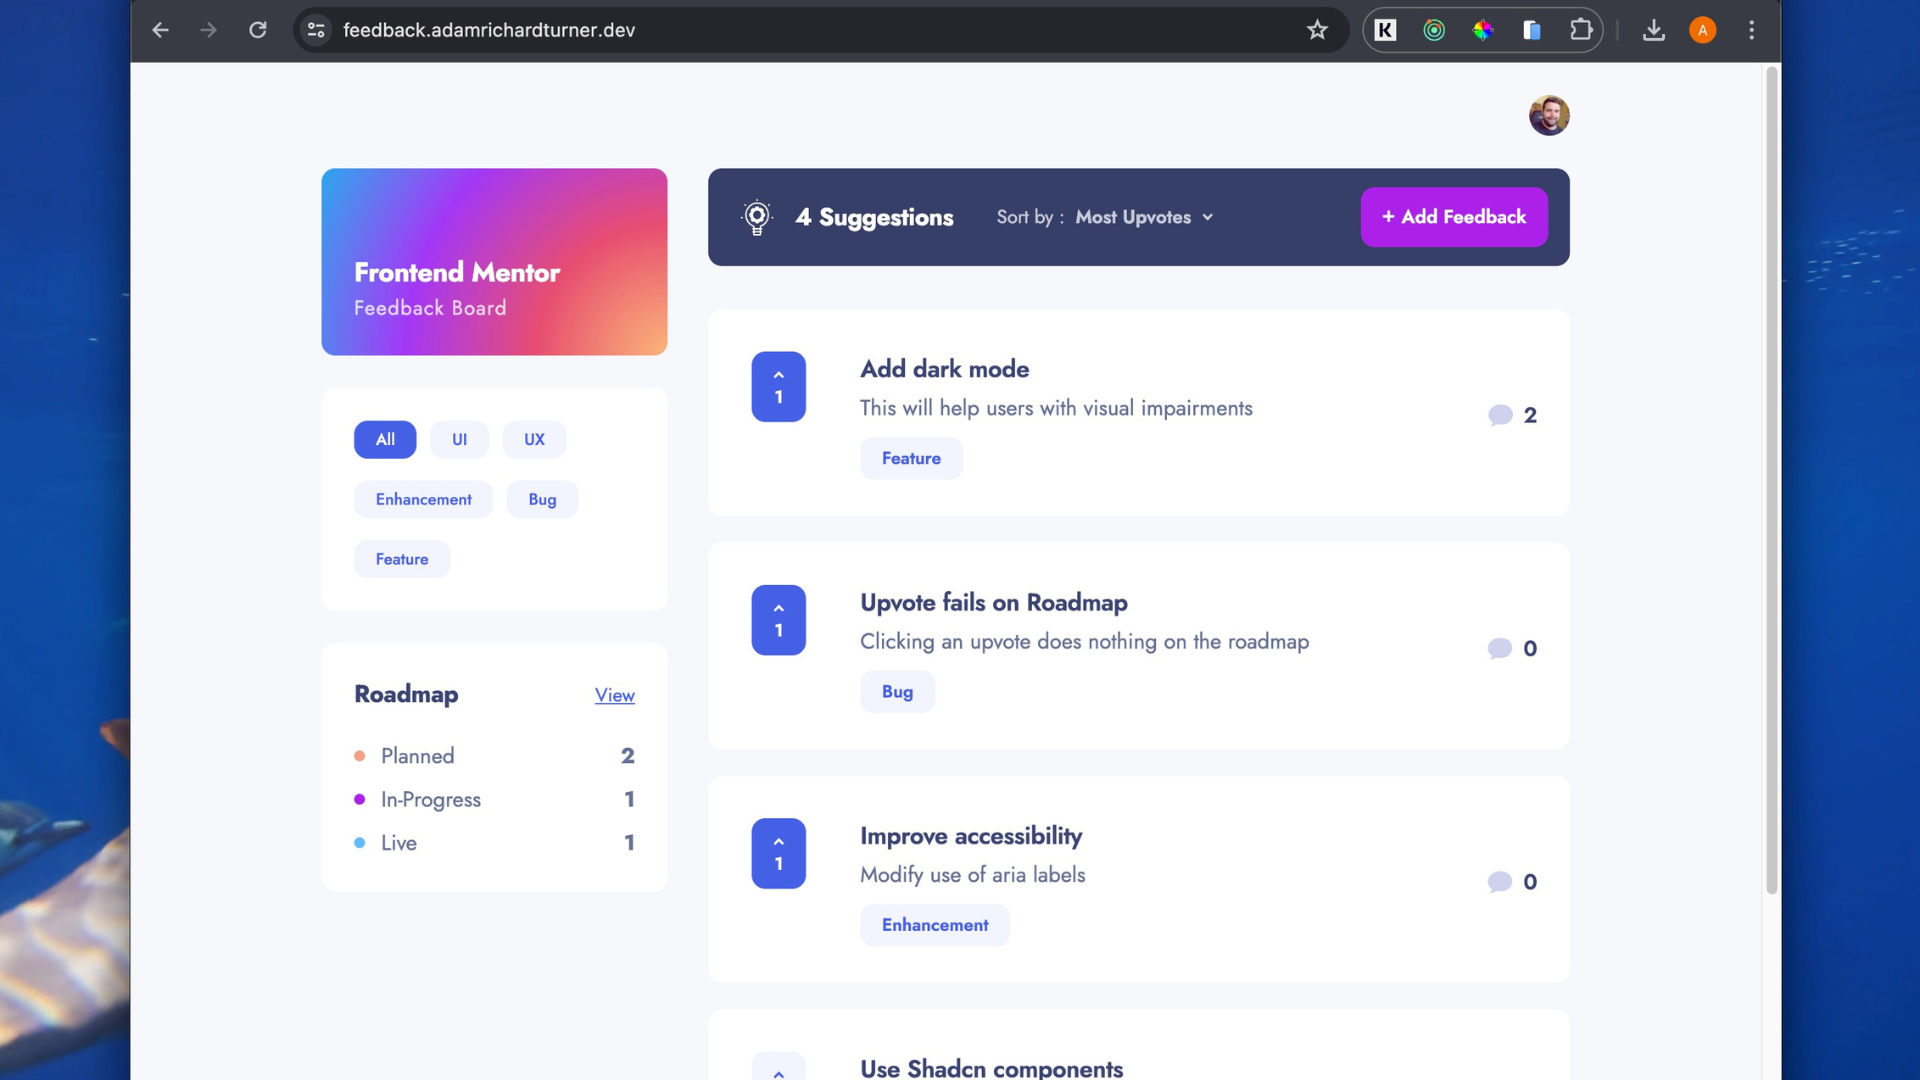 feedback.adamrichardturner.dev
K
A
Frontend Mentor
Feedback Board
4 Suggestions
Sort by : Most Upvotes
+ Add Feedback
All
UI
UX
Enhancement
Bug
Feature
Roadmap
View
Planned 2
In-Progress 1
Live 1
1
Add dark mode
This will help users with visual impairments
Feature
2
1
Upvote fails on Roadmap
Clicking an upvote does nothing on the roadmap
Bug
0
1
Improve accessibility
Modify use of aria labels
Enhancement
0
Use Shadcn components